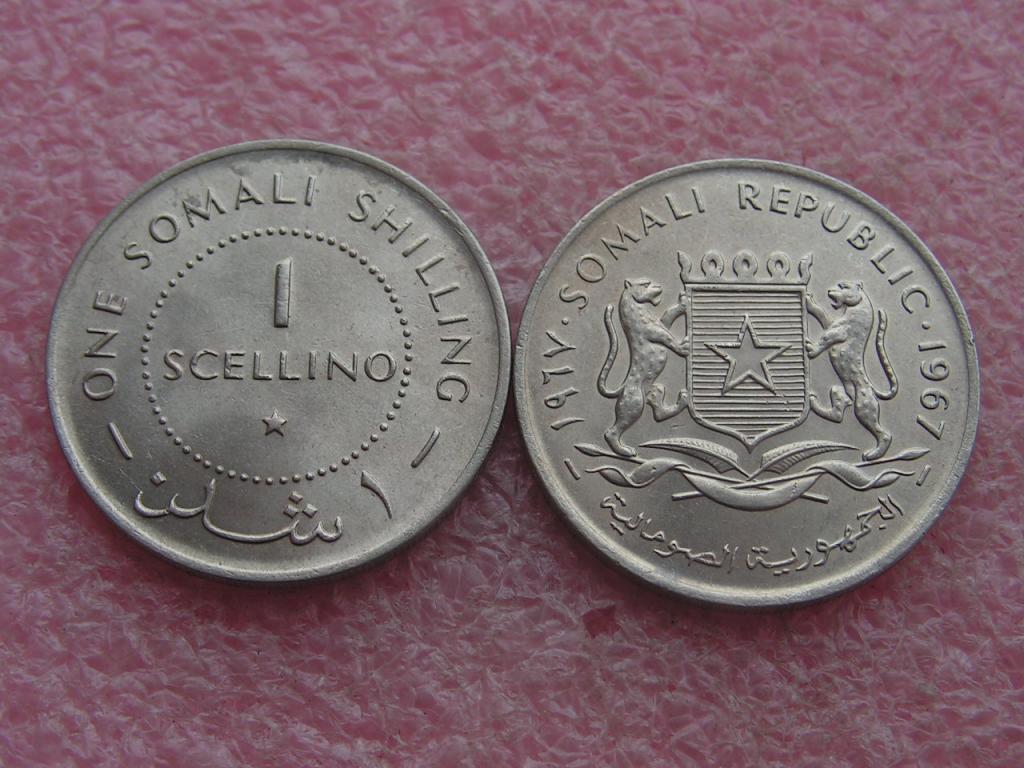 ONE SOMALI SHILLING
1
SCELLINO
١ شلن
SOMALI REPUBLIC · 1967
١٩٦٧ ·
الجمهورية الصومالية